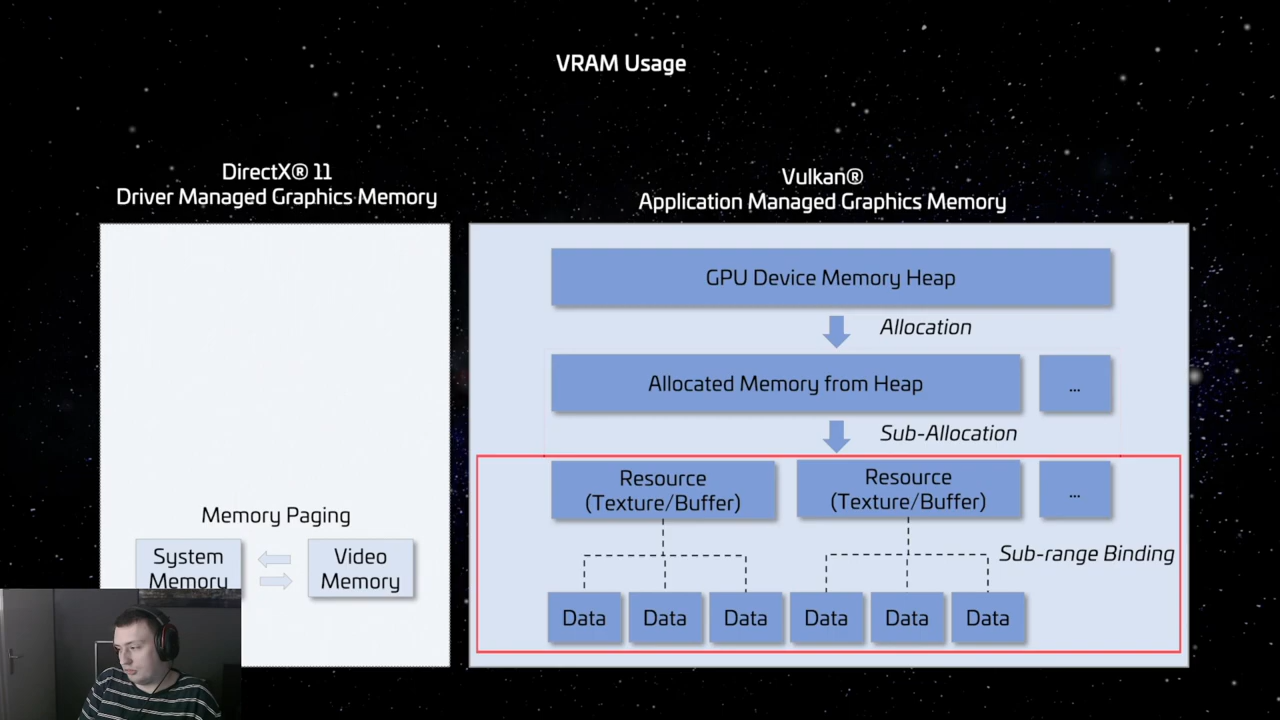 VRAM Usage
DirectX® 11
Driver Managed Graphics Memory
Memory Paging
System
Memory
Video
Memory
Vulkan®
Application Managed Graphics Memory
GPU Device Memory Heap
Allocation
Allocated Memory from Heap
...
Sub-Allocation
Resource
(Texture/Buffer)
Resource
(Texture/Buffer)
...
Sub-range Binding
Data
Data
Data
Data
Data
Data